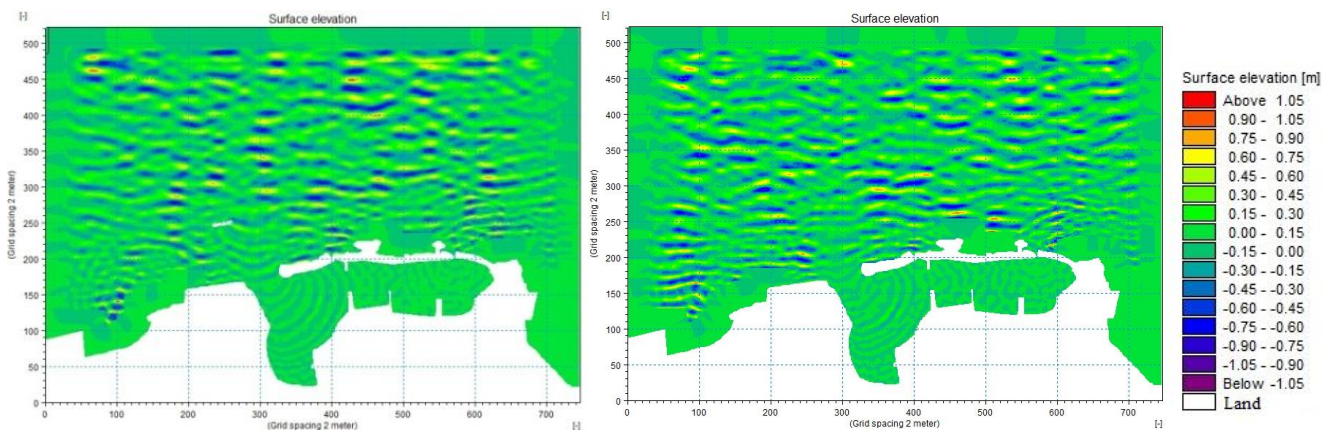 [-]
Surface elevation
500
450
400
350
300
250
200
150
100
50
0
(Grid spacing 2 meter)
0 100 200 300 400 500 600 700
(Grid spacing 2 meter)
[-]
[-]
Surface elevation
500
450
400
350
300
250
200
150
100
50
0
(Grid spacing 2 meter)
0 100 200 300 400 500 600 700
(Grid spacing 2 meter)
[-]
Surface elevation [m]
Above 1.05
0.90 - 1.05
0.75 - 0.90
0.60 - 0.75
0.45 - 0.60
0.30 - 0.45
0.15 - 0.30
0.00 - 0.15
-0.15 - 0.00
-0.30 - -0.15
-0.45 - -0.30
-0.60 - -0.45
-0.75 - -0.60
-0.90 - -0.75
-1.05 - -0.90
Below -1.05
Land